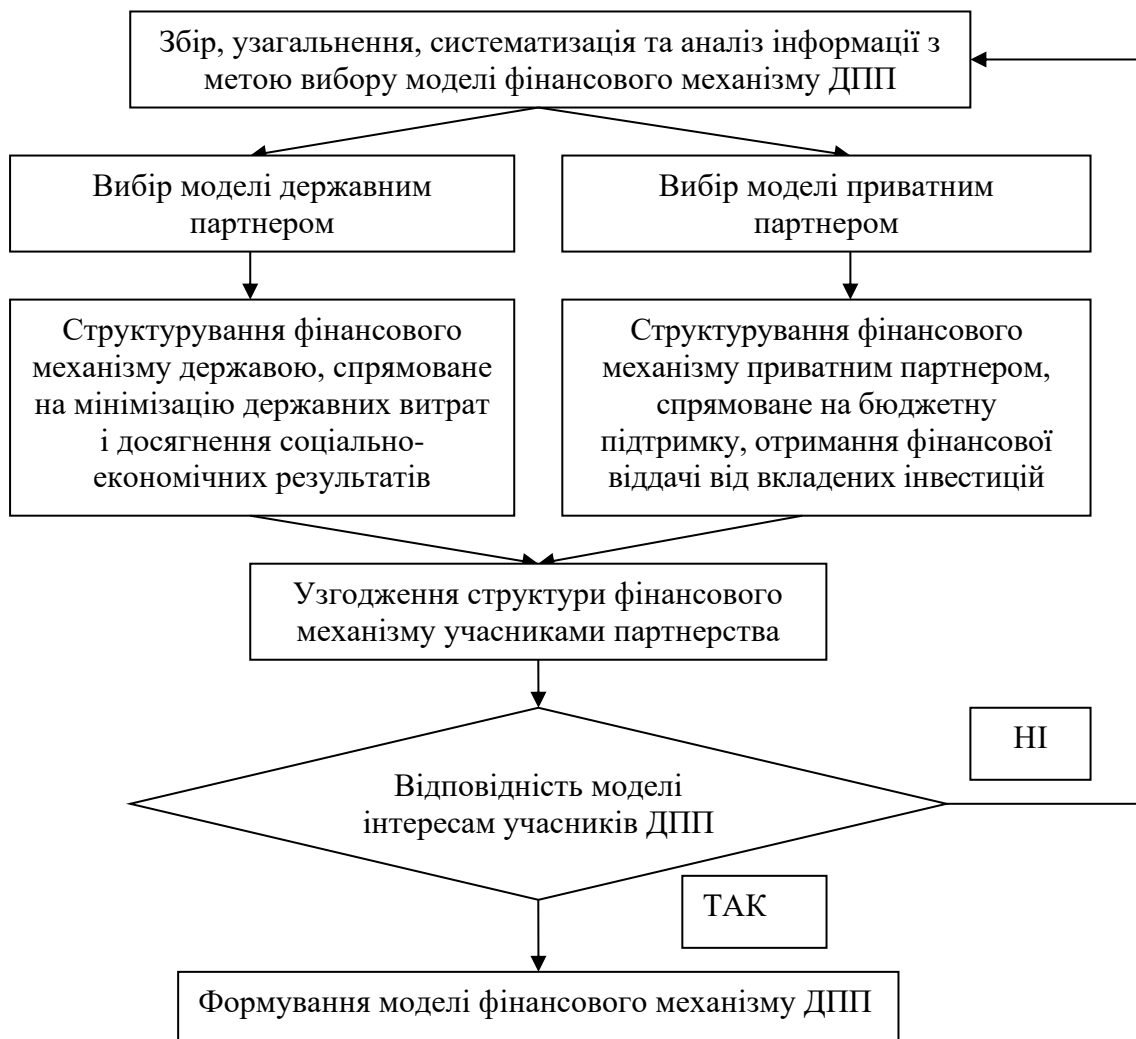 Збір, узагальнення, систематизація та аналіз інформації з
метою вибору моделі фінансового механізму ДПП
Вибір моделі державним
партнером
Вибір моделі приватним
партнером
Структурування фінансового
механізму державою, спрямоване
на мінімізацію державних витрат
і досягнення соціально-
економічних результатів
Структурування фінансового
механізму приватним партнером,
спрямоване на бюджетну
підтримку, отримання фінансової
віддачі від вкладених інвестицій
Узгодження структури фінансового
механізму учасниками партнерства
Відповідність моделі
інтересам учасників ДПП
НІ
ТАК
Формування моделі фінансового механізму ДПП